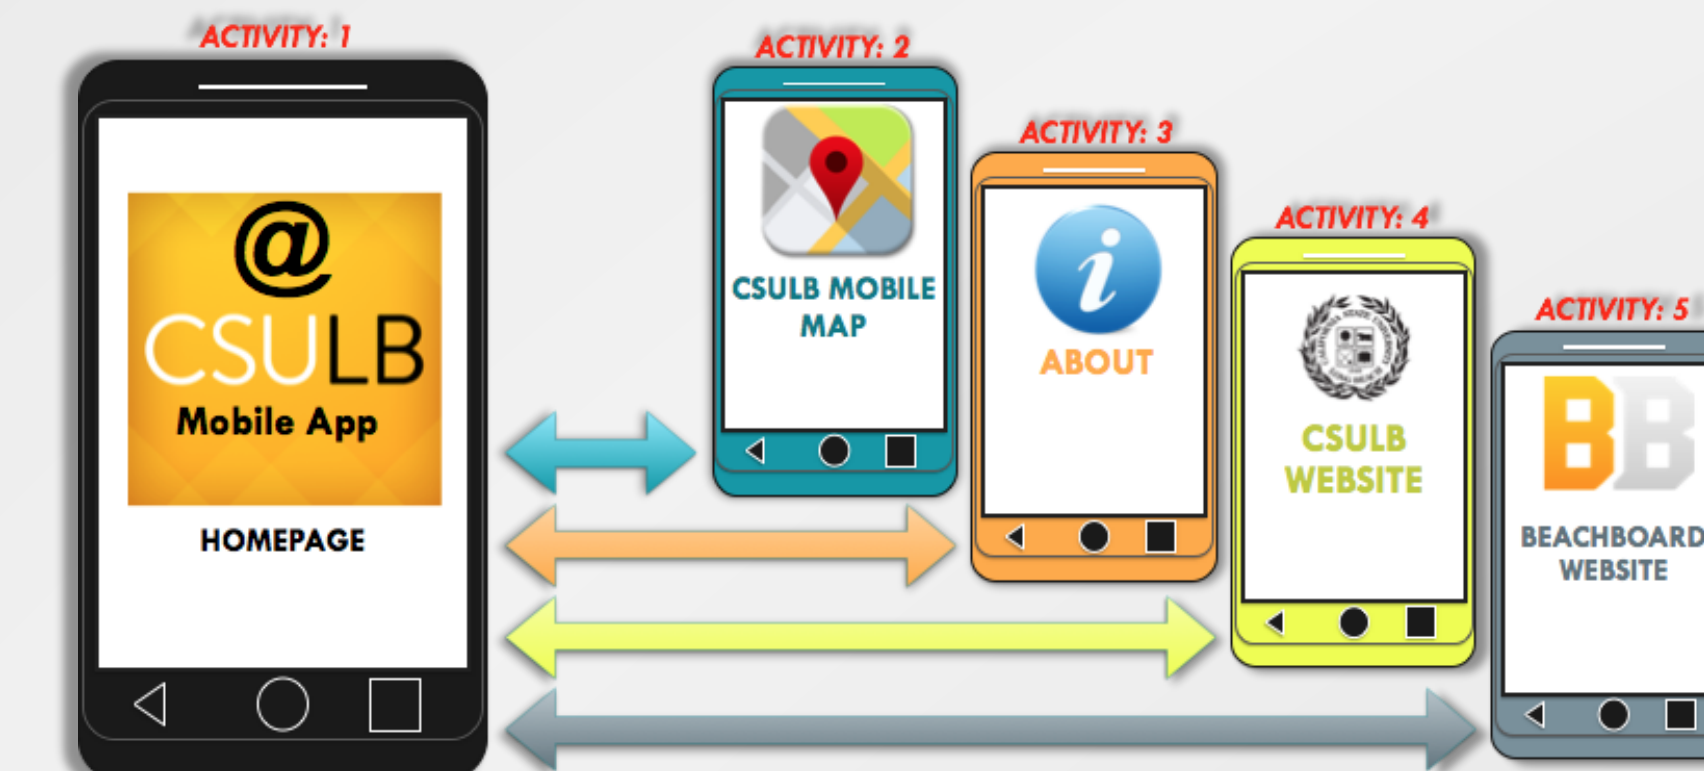 ACTIVITY: 1
@
CSULB
Mobile App
HOMEPAGE
ACTIVITY: 2
CSULB MOBILE
MAP
ACTIVITY: 3
i
ABOUT
ACTIVITY: 4
CSULB
WEBSITE
ACTIVITY: 5
BB
BEACHBOARD
WEBSITE